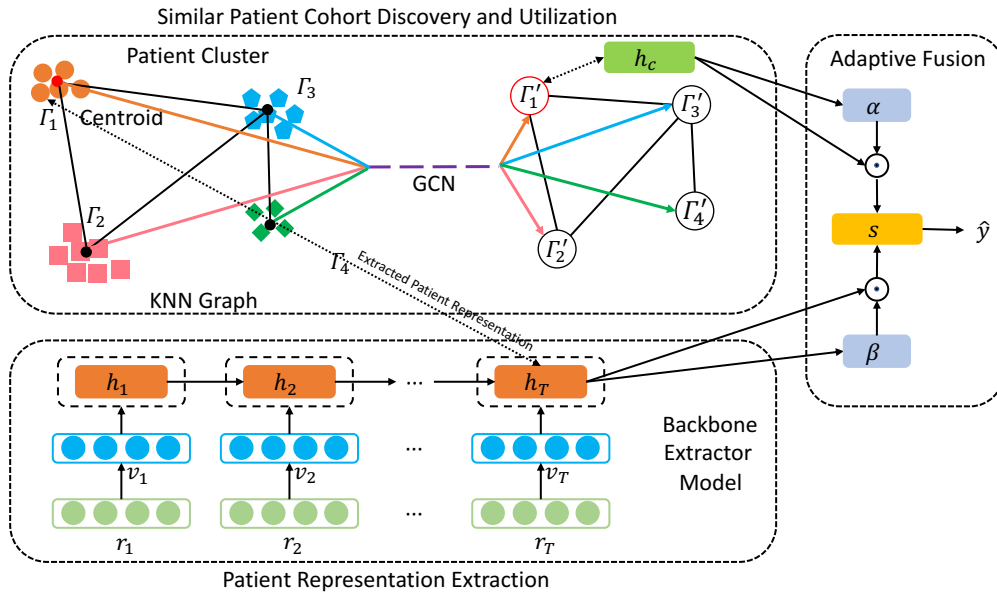 Similar Patient Cohort Discovery and Utilization
Patient Cluster
h_c
Adaptive Fusion
Γ_1
Centroid
Γ_3
Γ′_1
Γ′_3
α
GCN
Γ_2
Γ′_2
Γ′_4
s
ŷ
Γ_4
KNN Graph
Extracted Patient Representation
β
h_1
h_2
...
h_T
Backbone
Extractor
Model
v_1
v_2
...
v_T
...
r_1
r_2
r_T
Patient Representation Extraction